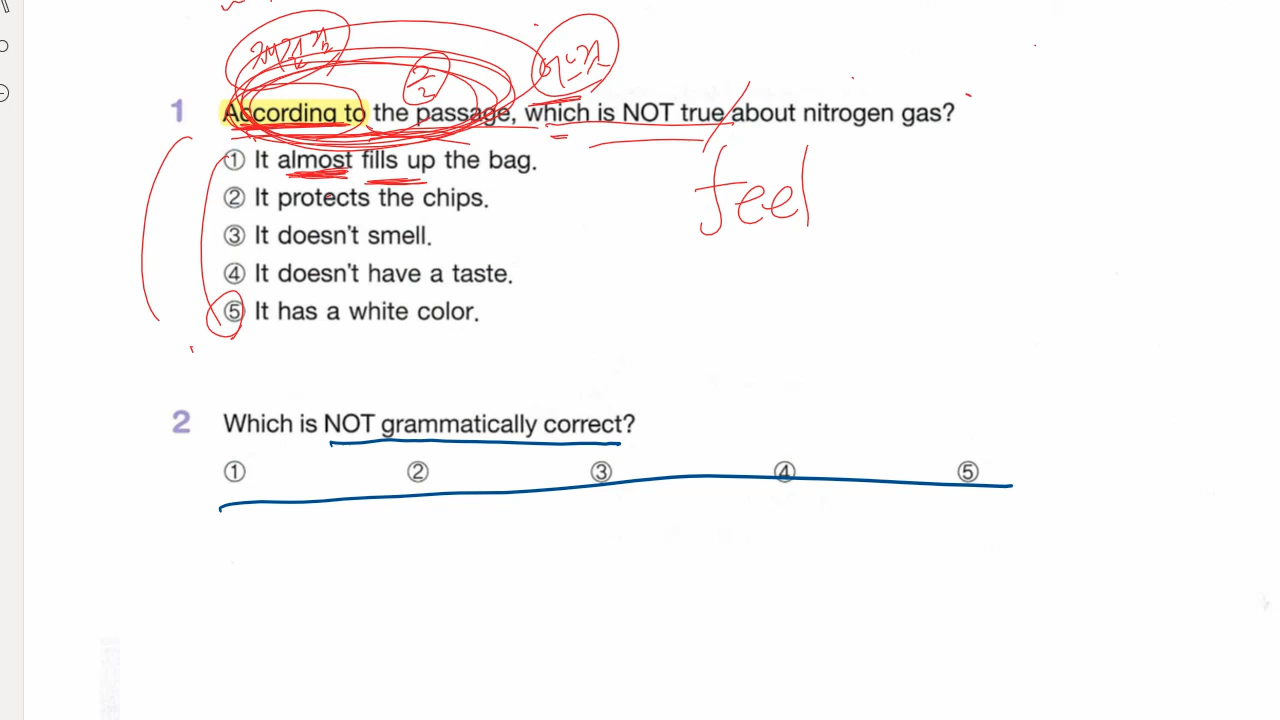 1 According to the passage, which is NOT true about nitrogen gas?
① It almost fills up the bag.
feel
② It protects the chips.
③ It doesn't smell.
④ It doesn't have a taste.
⑤ It has a white color.
2 Which is NOT grammatically correct?
① ② ③ ④ ⑤